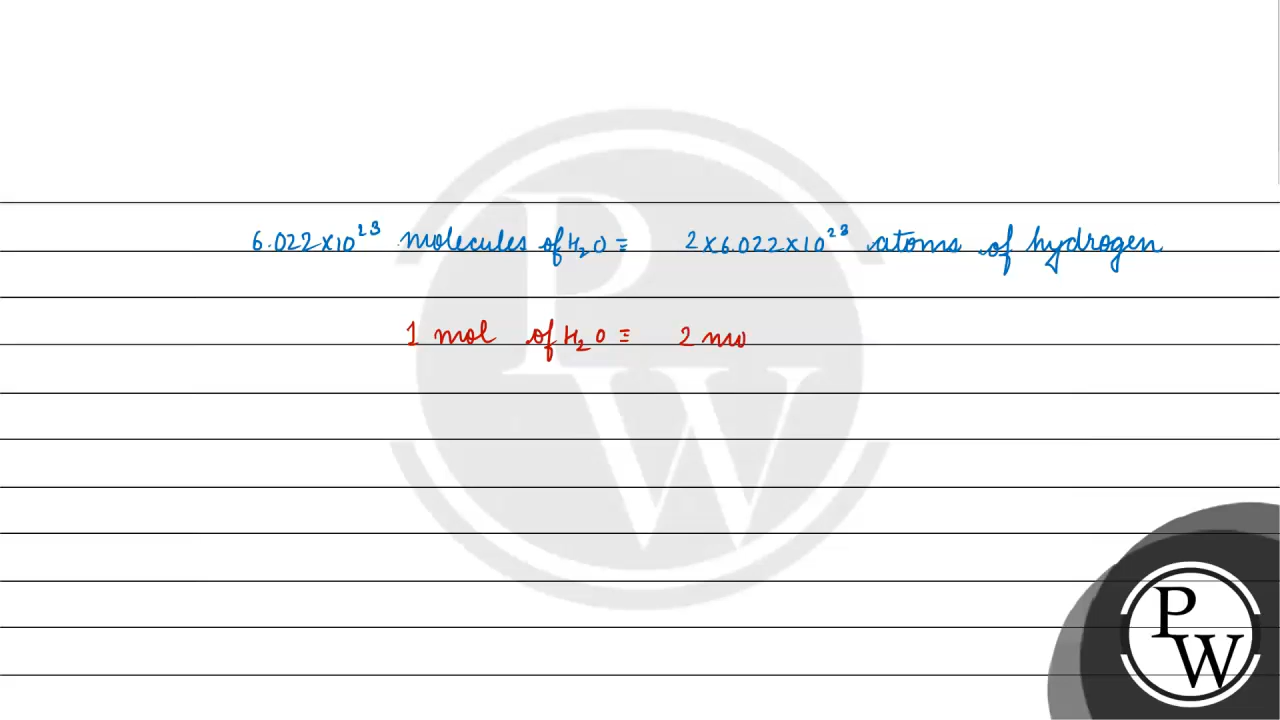 6.022×10²³ molecules of H₂O = 2×6.022×10²³ atoms of hydrogen
1 mol of H₂O = 2 mo
P
W
P
W